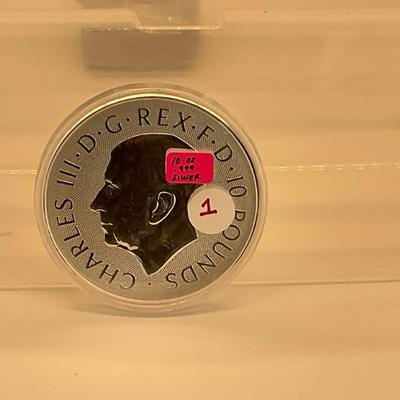 CHARLES III · D · G · REX · F · D · 10 POUNDS ·
10-OZ
.999
SILVER
1